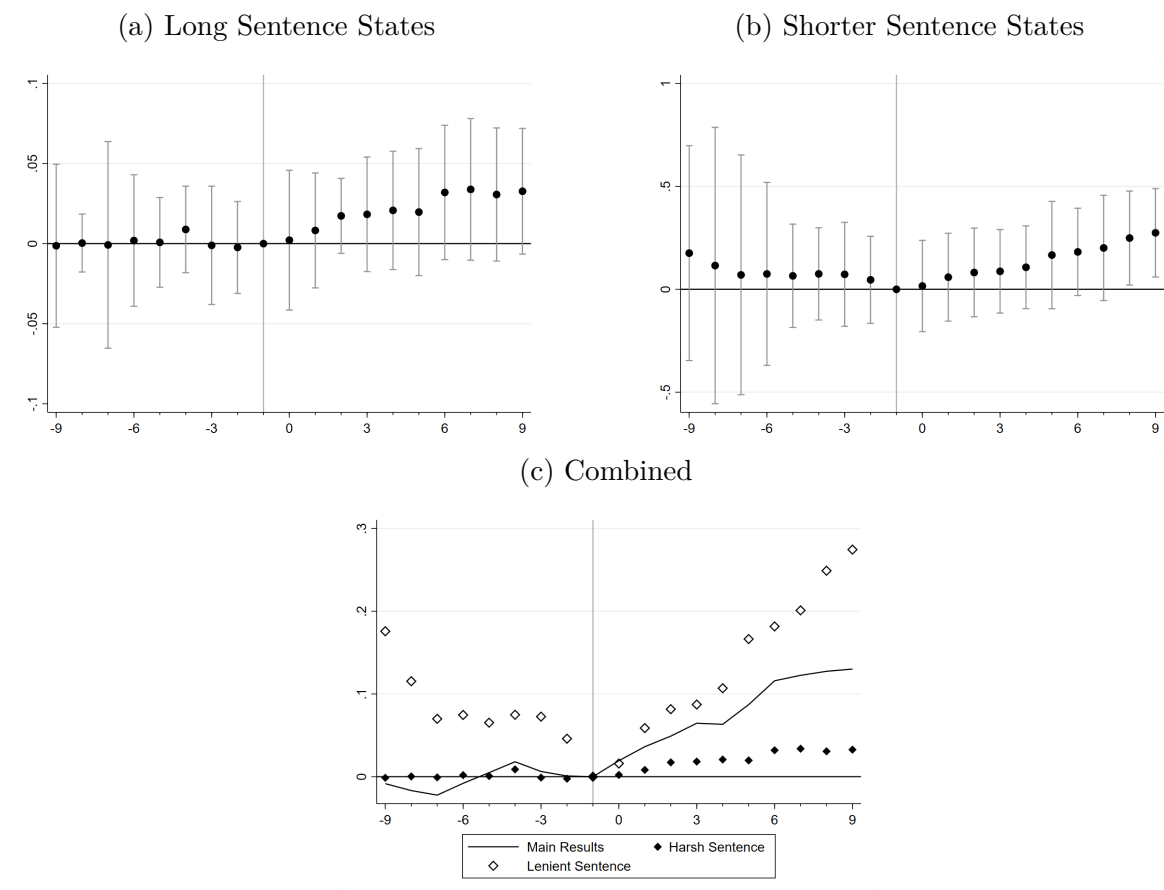 (a) Long Sentence States
.1
.05
0
-.05
-.1
-9 -6 -3 0 3 6 9
(b) Shorter Sentence States
1
.5
0
-.5
-9 -6 -3 0 3 6 9
(c) Combined
.3
.2
.1
0
-9 -6 -3 0 3 6 9
Main Results Harsh Sentence
Lenient Sentence